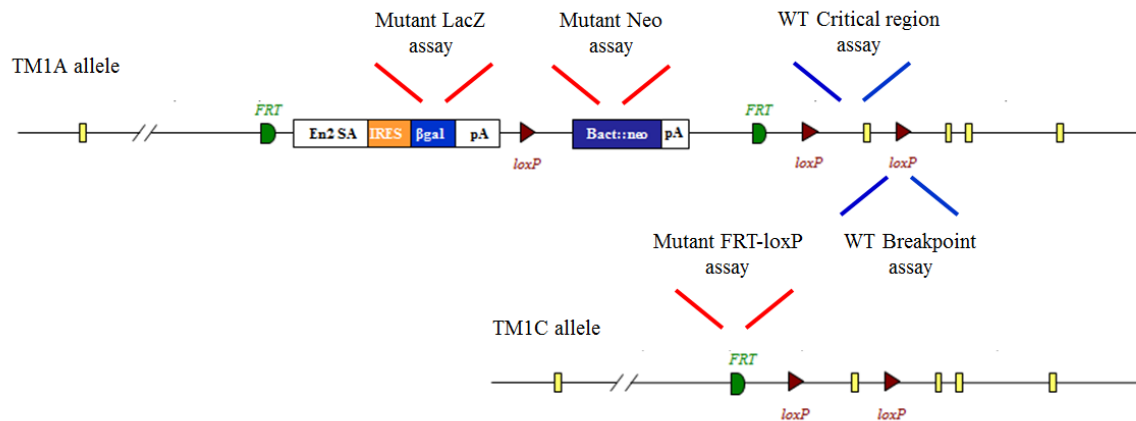 Mutant LacZ
assay
Mutant Neo
assay
WT Critical region
assay
TM1A allele
FRT
En2 SA
IRES
βgal
pA
loxP
Bact::neo
pA
FRT
loxP
loxP
Mutant FRT-loxP
assay
WT Breakpoint
assay
TM1C allele
FRT
loxP
loxP